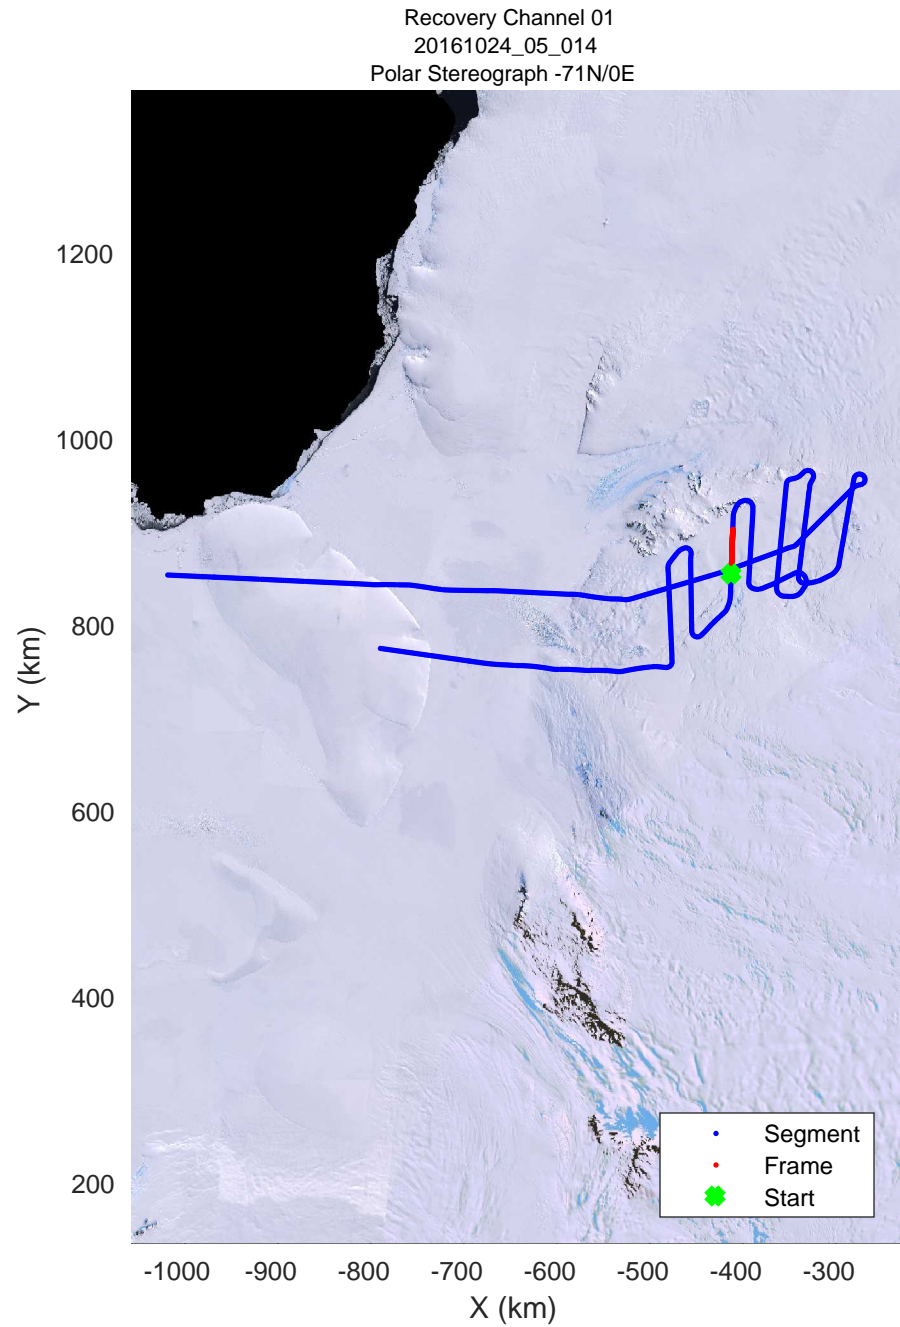 Recovery Channel 01
20161024_05_014
Polar Stereograph -71N/0E
1200
1000
800
600
400
200
Y (km)
-1000 -900 -800 -700 -600 -500 -400 -300
X (km)
Segment
Frame
Start